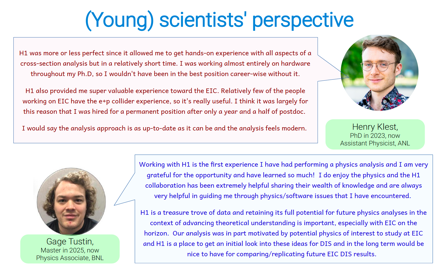 (Young) scientists' perspective
H1 was more or less perfect since it allowed me to get hands-on experience with all aspects of
cross-section analysis but in a relatively short time. I was working almost entirely on hardware
throughout my Ph.D, so I wouldn't have been in the best position career-wise without it.
H1 also provided me super valuable experience toward the EIC. Relatively few of the people
working on EIC have the e+p collider experience, so it's really useful. I think it was largely for
this reason that I was hired for a permanent position after only a year and a half of postdoc.
I would say the analysis approach is as up-to-date as it can be and the analysis feels modern.
Henry Klest,
PhD in 2023, now
Assistant Physicist, ANL
Working with H1 is the first experience I have had performing a physics analysis and I am very
grateful for the opportunity and have learned so much! I do enjoy the physics and the H1
collaboration has been extremely helpful sharing their wealth of knowledge and are always
very helpful in guiding me through physics/software issues that I have encountered.
H1 is a treasure trove of data and retaining its full potential for future physics analyses in the
context of advancing theoretical understanding is important, especially with EIC on the
horizon. Our analysis was in part motivated by potential physics of interest to study at EIC
and H1 is a place to get an initial look into these ideas for DIS and in the long term would be
nice to have for comparing/replicating future EIC DIS results.
Gage Tustin,
Master in 2025, now
Physics Associate, BNL